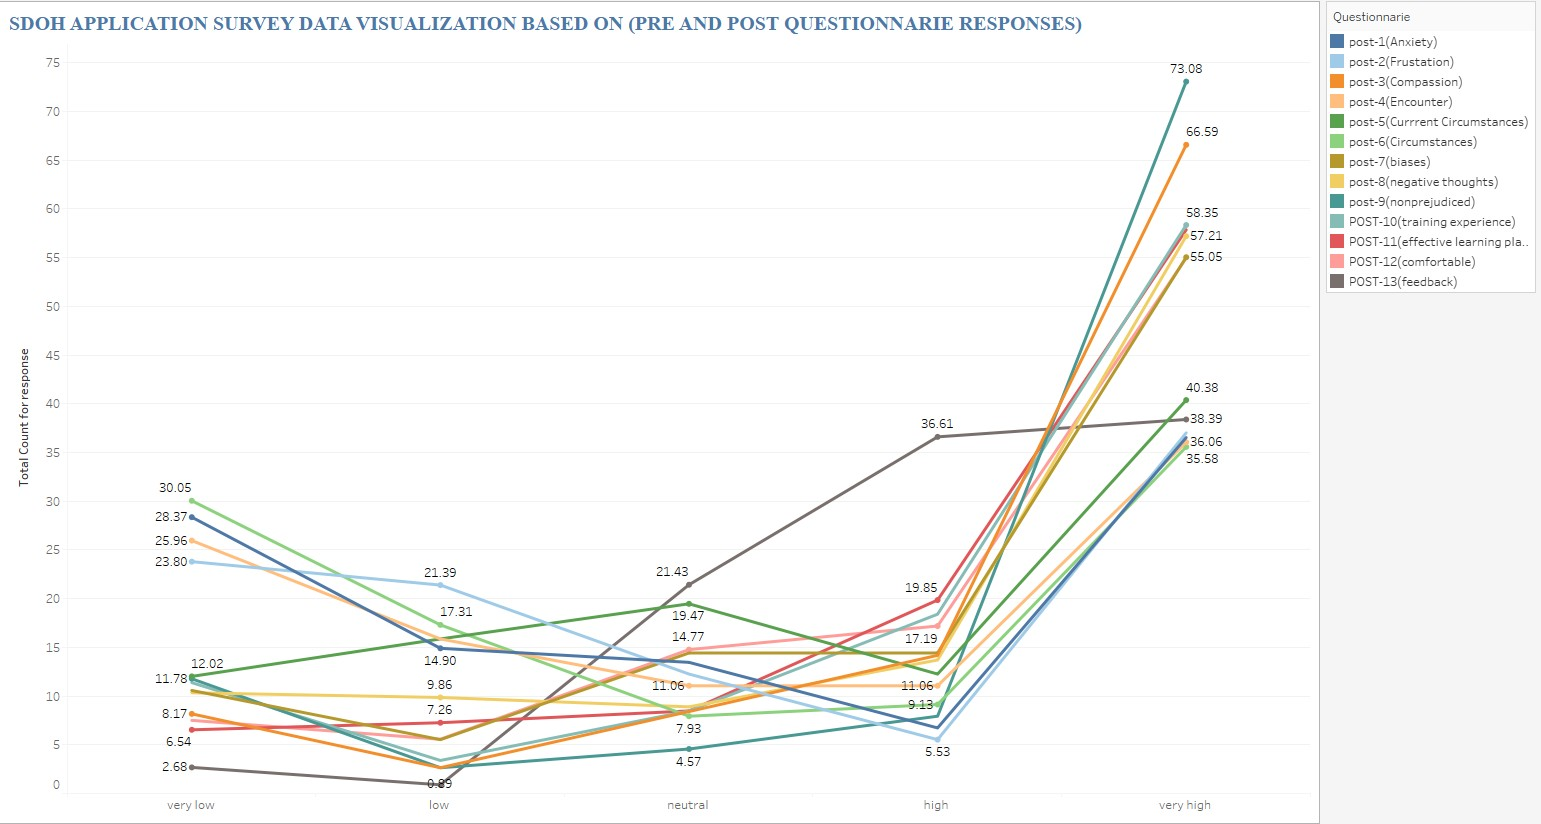 SDOH APPLICATION SURVEY DATA VISUALIZATION BASED ON (PRE AND POST QUESTIONNARIE RESPONSES)
Questionnarie
post-1(Anxiety)
post-2(Frustation)
post-3(Compassion)
post-4(Encounter)
post-5(Currrent Circumstances)
post-6(Circumstances)
post-7(biases)
post-8(negative thoughts)
post-9(nonprejudiced)
POST-10(training experience)
POST-11(effective learning pla..
POST-12(comfortable)
POST-13(feedback)
Total Count for response
75
70
65
60
55
50
45
40
35
30
25
20
15
10
5
0
30.05
28.37
25.96
23.80
12.02
11.78
8.17
6.54
2.68
21.39
17.31
14.90
9.86
7.26
0.89
21.43
19.47
14.77
11.06
7.93
4.57
36.61
19.85
17.19
11.06
9.13
5.53
73.08
66.59
58.35
57.21
55.05
40.38
38.39
36.06
35.58
very low
low
neutral
high
very high